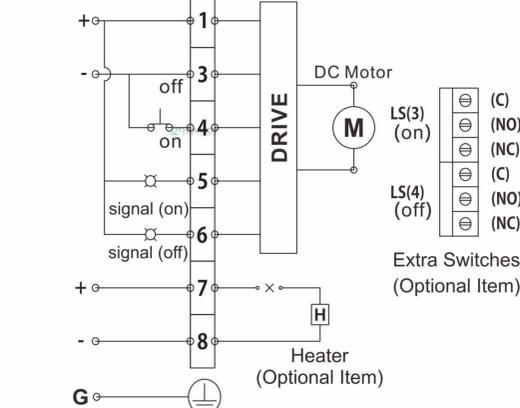 + 1
- 3
off
4
on
5
signal (on)
6
signal (off)
+ 7
- 8
G
DRIVE
DC Motor
M
H
Heater
(Optional Item)
LS(3)
(on)
(C)
(NO)
(NC)
LS(4)
(off)
(C)
(NO)
(NC)
Extra Switches
(Optional Item)